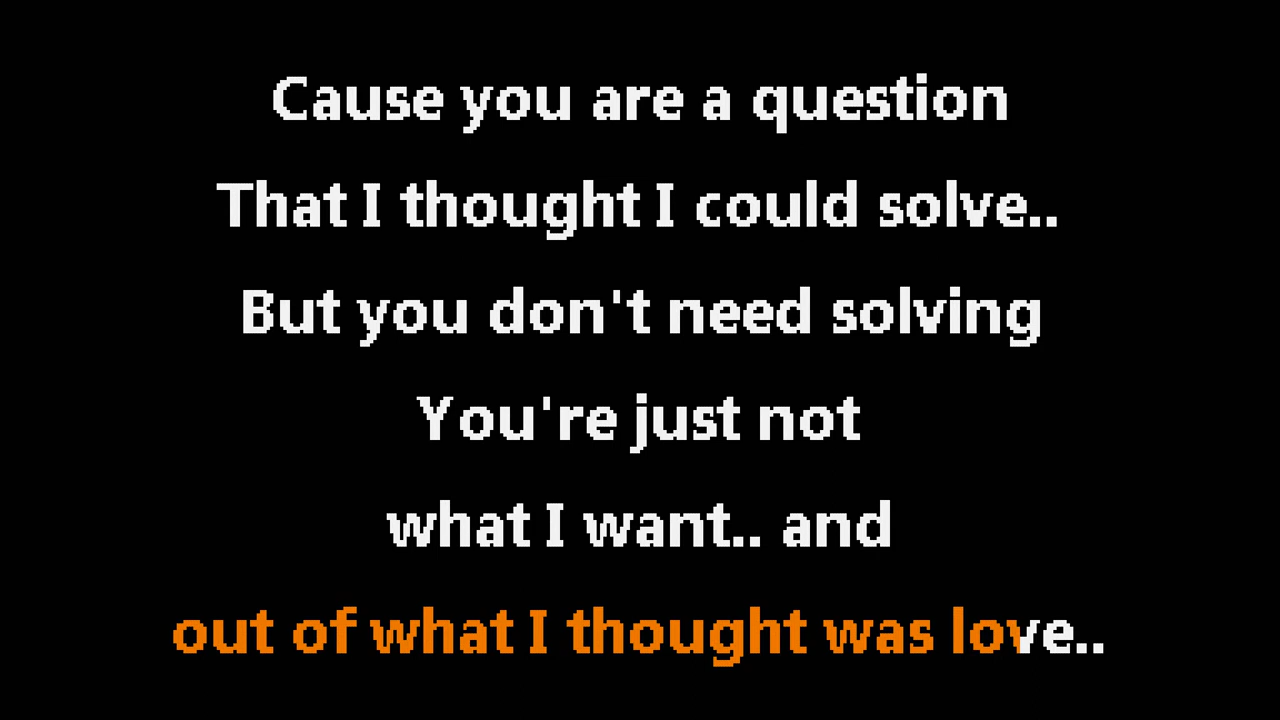 Cause you are a question
That I thought I could solve..
But you don't need solving
You're just not
what I want.. and
out of what I thought was love..